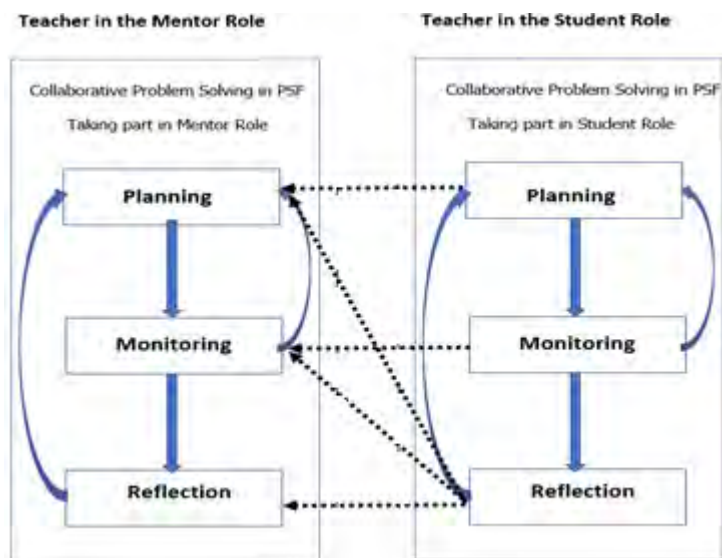 Teacher in the Mentor Role
Collaborative Problem Solving in PSF
Taking part in Mentor Role
Planning
Monitoring
Reflection
Teacher in the Student Role
Collaborative Problem Solving in PSF
Taking part in Student Role
Planning
Monitoring
Reflection